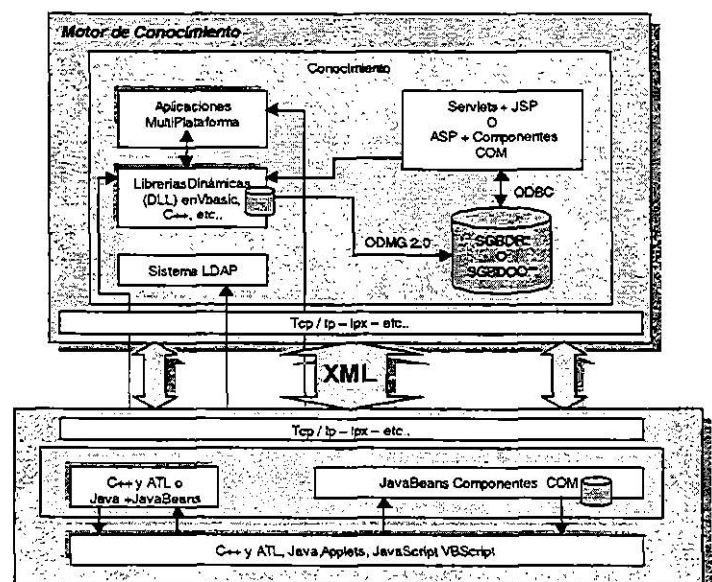 Motor de Conocimiento
Conocimiento
Aplicaciones
MultiPlataforma
Servlets + JSP
O
ASP + Componentes
COM
LibreríasDinámicas
(DLL) enVbasic,
C++, etc..
ODBC
ODMG 2.0
"SGBDR"
O
"SGBDOO"
Sistema LDAP
Tcp / Ip – Ipx – etc..
XML
Tcp / Ip – Ipx – etc..
C++ y ATL o
Java +JavaBeans
JavaBeans Componentes COM
C++ y ATL, Java Applets, JavaScript VBScript